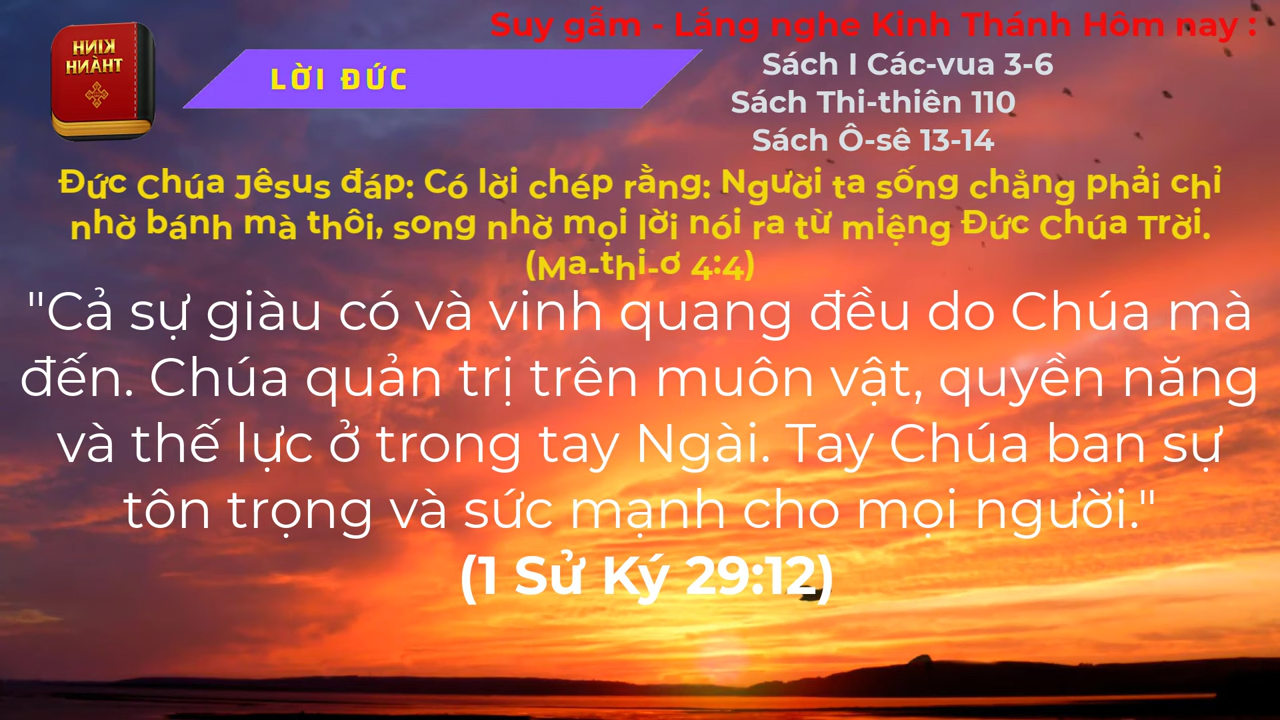 Suy gẫm - Lắng nghe Kinh Thánh Hôm nay :
KINH
THÁNH
LỜI ĐỨC
Sách I Các-vua 3-6
Sách Thi-thiên 110
Sách Ô-sê 13-14
Đức Chúa Jêsus đáp: Có lời chép rằng: Người ta sống chẳng phải chỉ
nhờ bánh mà thôi, song nhờ mọi lời nói ra từ miệng Đức Chúa Trời.
(Ma-thi-ơ 4:4)
"Cả sự giàu có và vinh quang đều do Chúa mà
đến. Chúa quản trị trên muôn vật, quyền năng
và thế lực ở trong tay Ngài. Tay Chúa ban sự
tôn trọng và sức mạnh cho mọi người."
(1 Sử Ký 29:12)